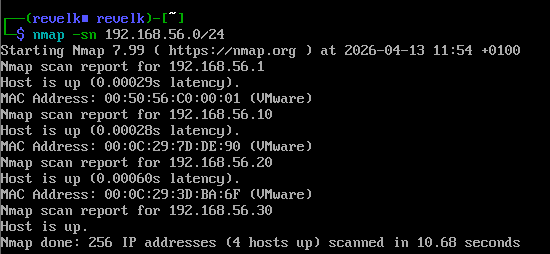 ┌──(revelk■ revelk)-[~]
└─$ nmap -sn 192.168.56.0/24
Starting Nmap 7.99 ( https://nmap.org ) at 2026-04-13 11:54 +0100
Nmap scan report for 192.168.56.1
Host is up (0.00029s latency).
MAC Address: 00:50:56:C0:00:01 (VMware)
Nmap scan report for 192.168.56.10
Host is up (0.00028s latency).
MAC Address: 00:0C:29:7D:DE:90 (VMware)
Nmap scan report for 192.168.56.20
Host is up (0.00060s latency).
MAC Address: 00:0C:29:3D:BA:6F (VMware)
Nmap scan report for 192.168.56.30
Host is up.
Nmap done: 256 IP addresses (4 hosts up) scanned in 10.68 seconds